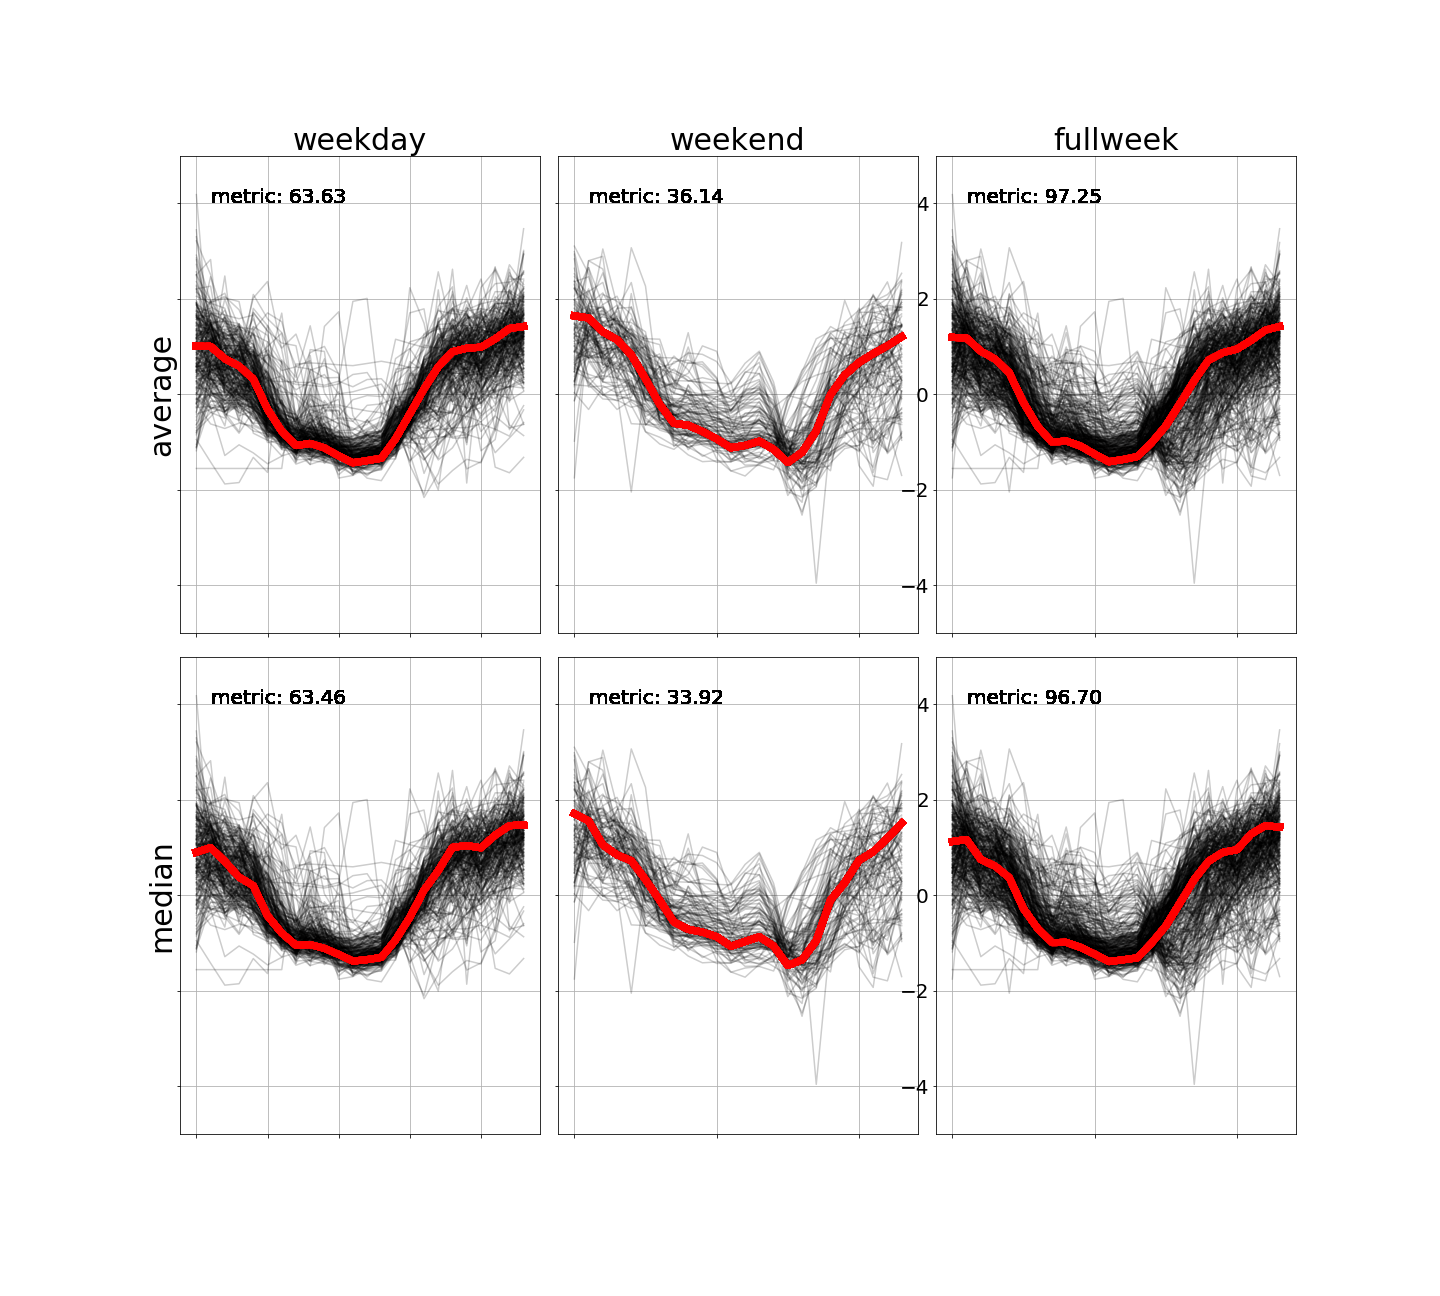 weekday weekend fullweek
average
metric: 63.63
metric: 36.14
metric: 97.25
4
2
0
−2
−4
median
metric: 63.46
metric: 33.92
metric: 96.70
4
2
0
−2
−4